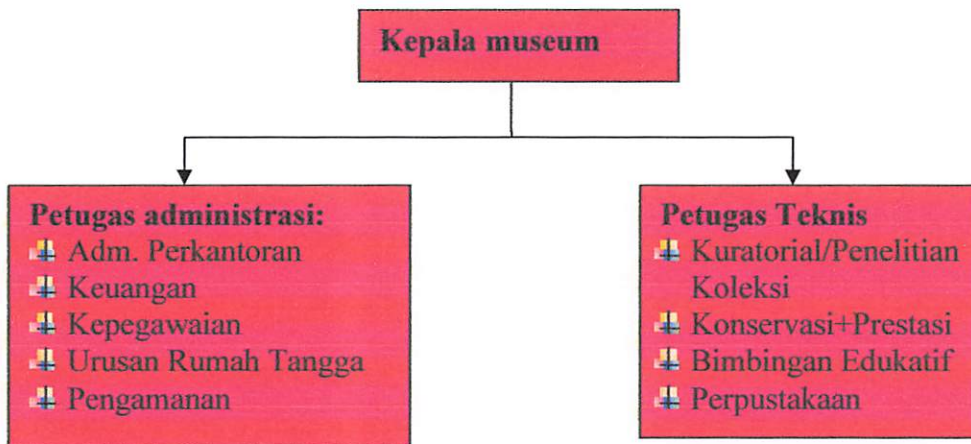 Kepala museum
Petugas administrasi:
Adm. Perkantoran
Keuangan
Kepegawaian
Urusan Rumah Tangga
Pengamanan
Petugas Teknis
Kuratorial/Penelitian
Koleksi
Konservasi+Prestasi
Bimbingan Edukatif
Perpustakaan